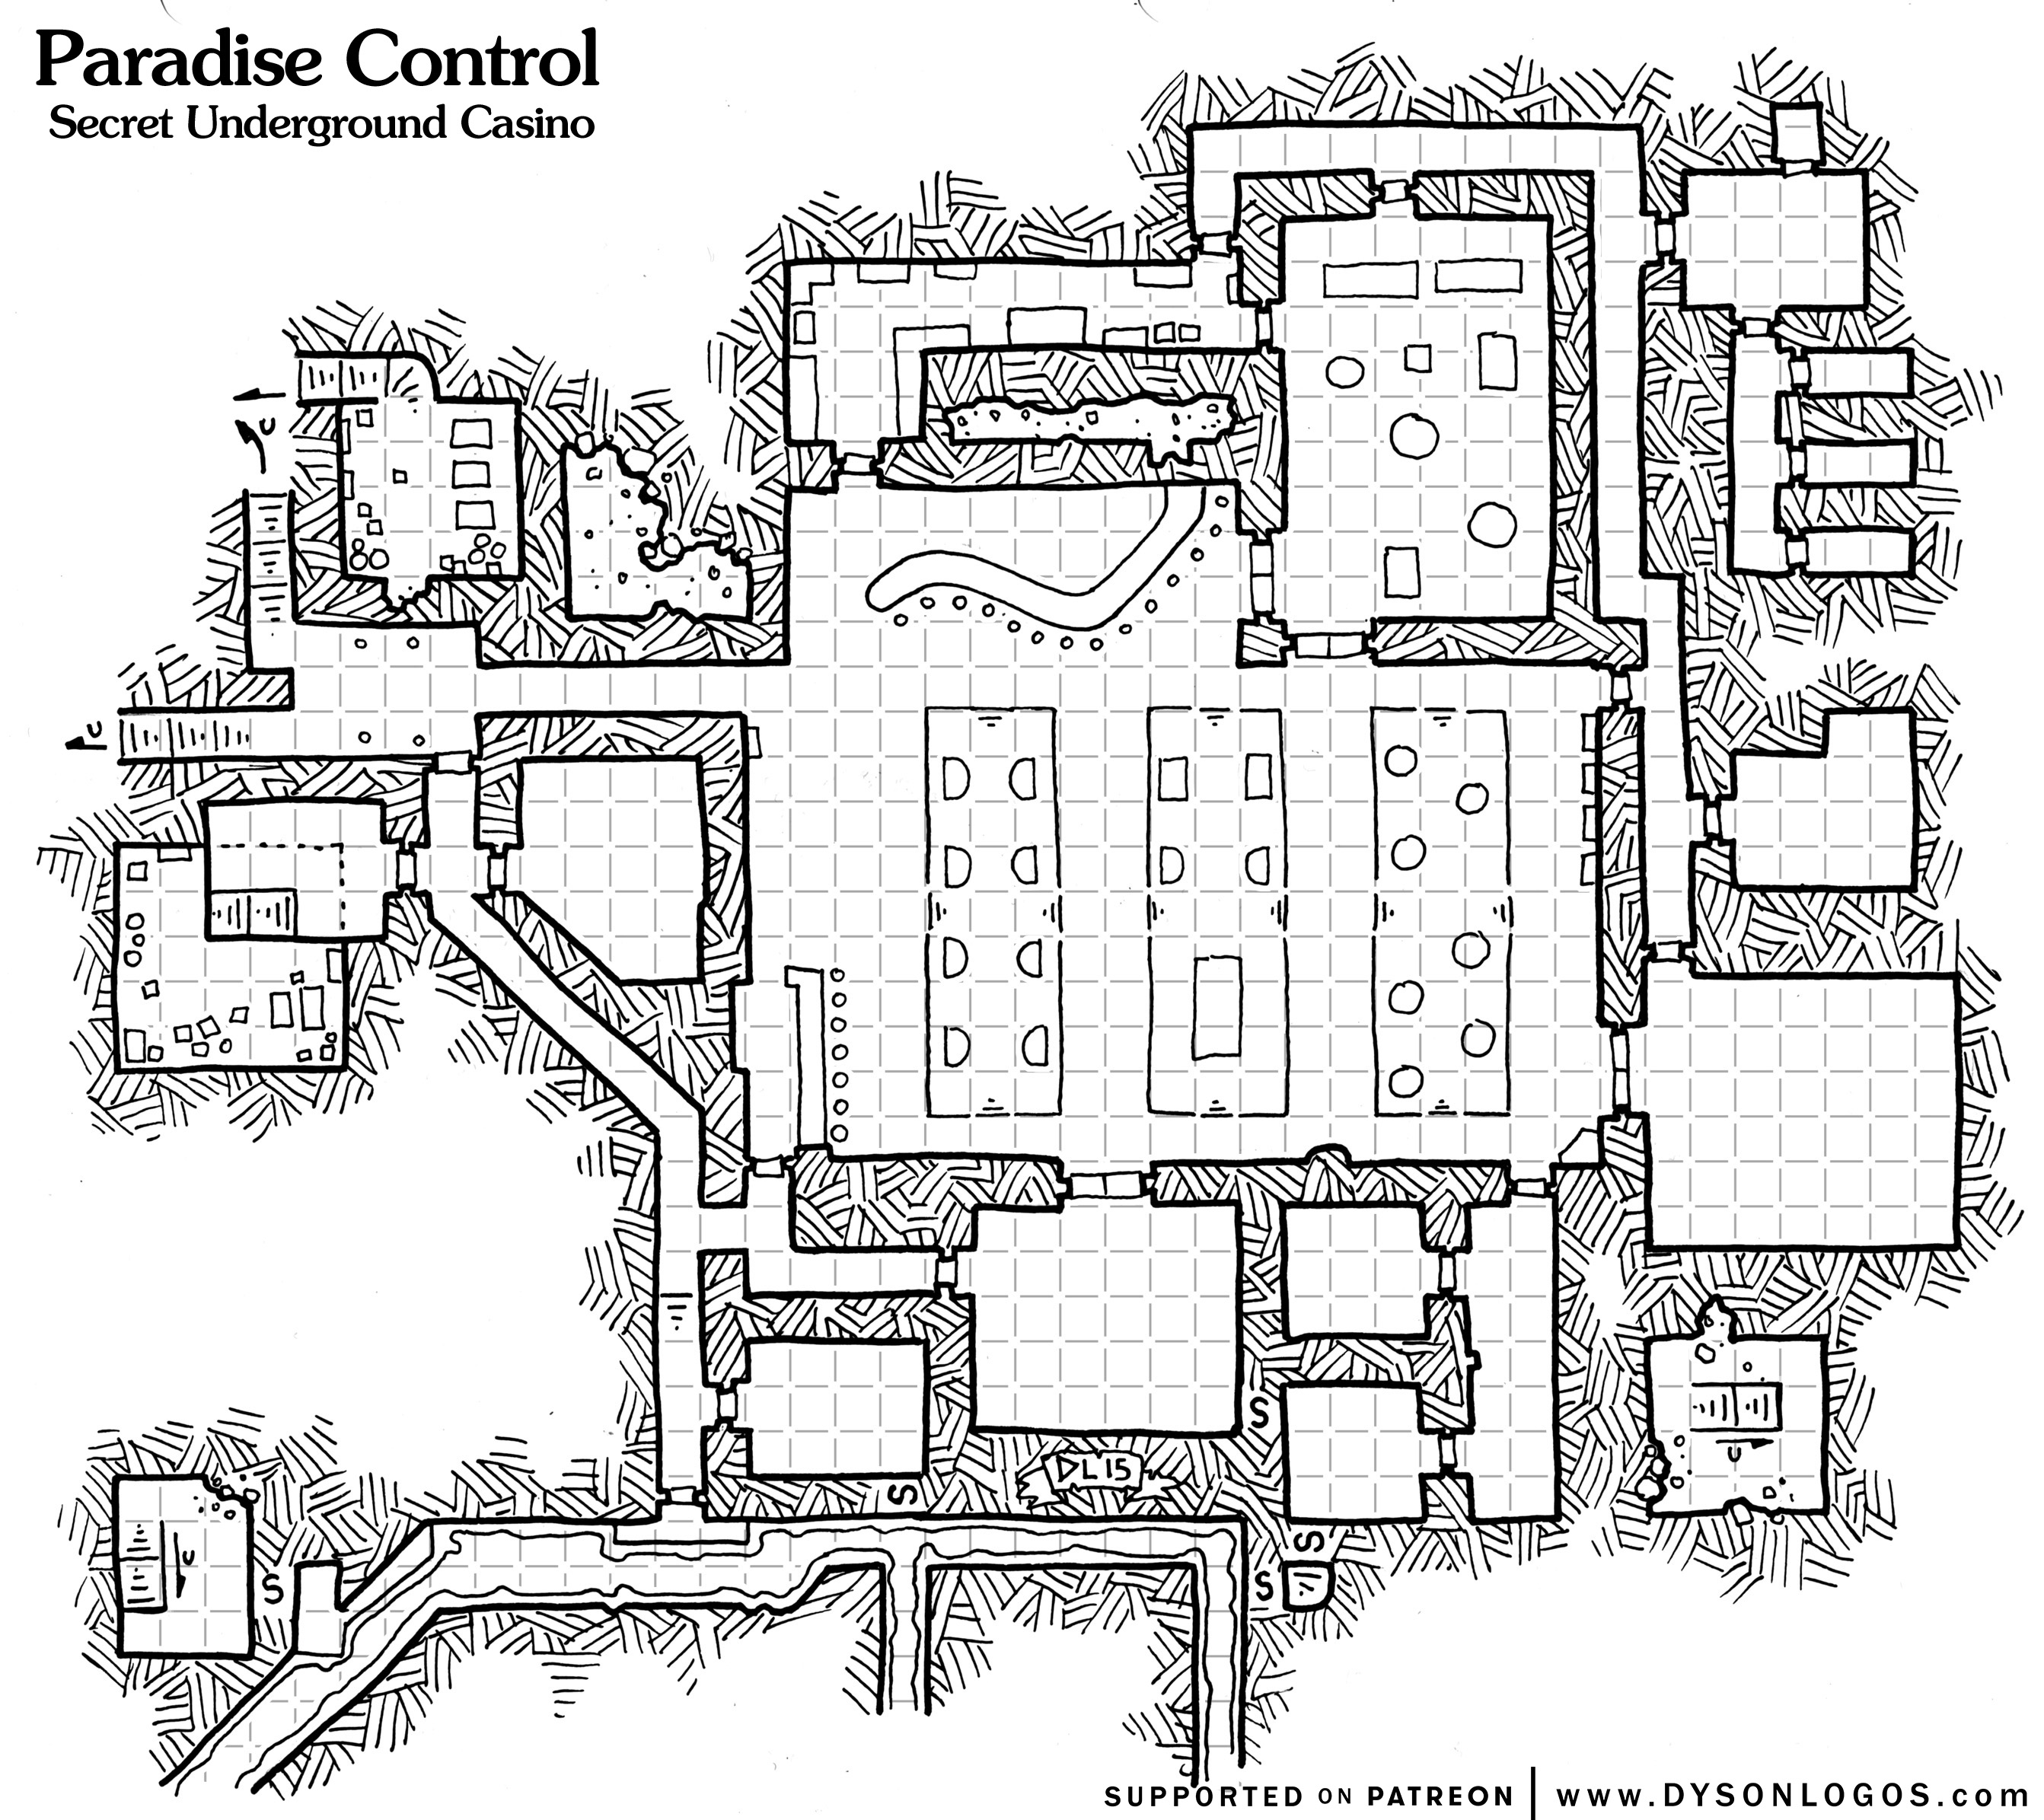 Paradise Control
Secret Underground Casino
U
U
S
DL15
S
U
U
S
S
S
SUPPORTED ON PATREON | www.DYSONLOGOS.com